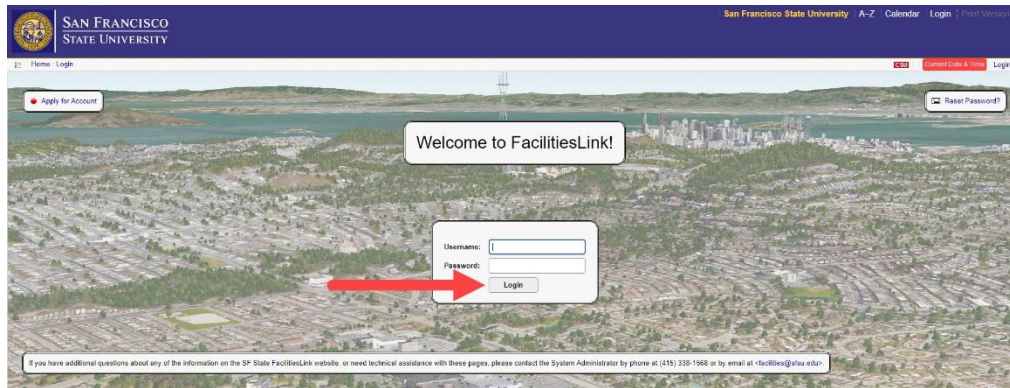 San Francisco State University | A–Z | Calendar | Login | Print Version
SAN FRANCISCO
STATE UNIVERSITY
Home : Login
CSU
Current Date & Time
Login
Apply for Account
Reset Password?
Welcome to FacilitiesLink!
Username:
Password:
Login
If you have additional questions about any of the information on the SF State FacilitiesLink website, or need technical assistance with these pages, please contact the System Administrator by phone at (415) 338-1568 or by email at <facilities@sfsu.edu>.